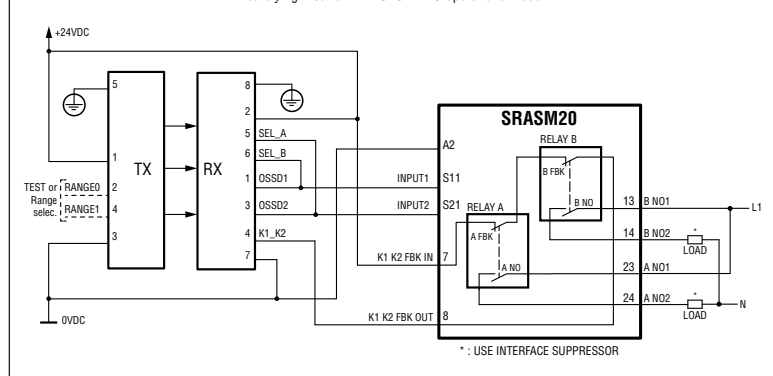 +24VDC
5
1
2
4
3
TX
TEST or
Range
selec.
RANGE0
RANGE1
0VDC
RX
8
2
5 SEL_A
6 SEL_B
1 OSSD1
3 OSSD2
4 K1_K2
7
SRASM20
A2
INPUT1 S11
INPUT2 S21
K1 K2 FBK IN 7
K1 K2 FBK OUT 8
RELAY A
A FBK
A NO
RELAY B
B FBK
B NO
13 B NO1
L1
14 B NO2
*
LOAD
23 A NO1
24 A NO2
*
LOAD
N
* : USE INTERFACE SUPPRESSOR